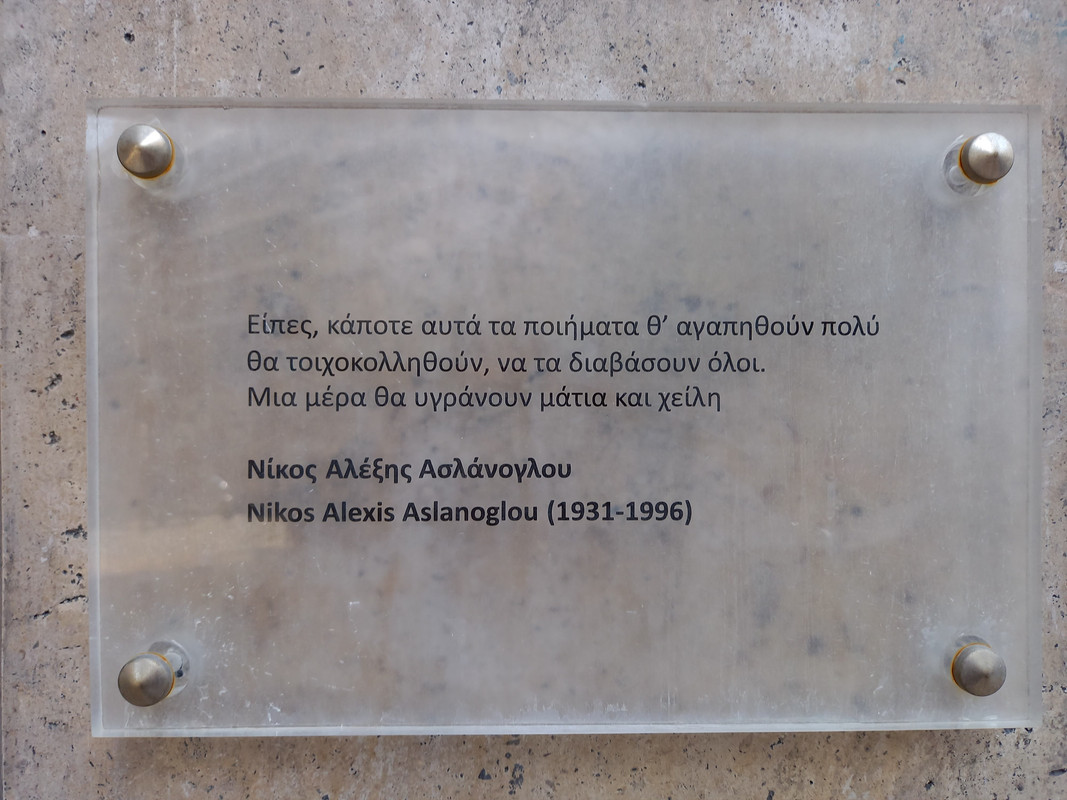 Είπες, κάποτε αυτά τα ποιήματα θ’ αγαπηθούν πολύ
θα τοιχοκολληθούν, να τα διαβάσουν όλοι.
Μια μέρα θα υγράνουν μάτια και χείλη
Νίκος Αλέξης Ασλάνογλου
Nikos Alexis Aslanoglou (1931-1996)